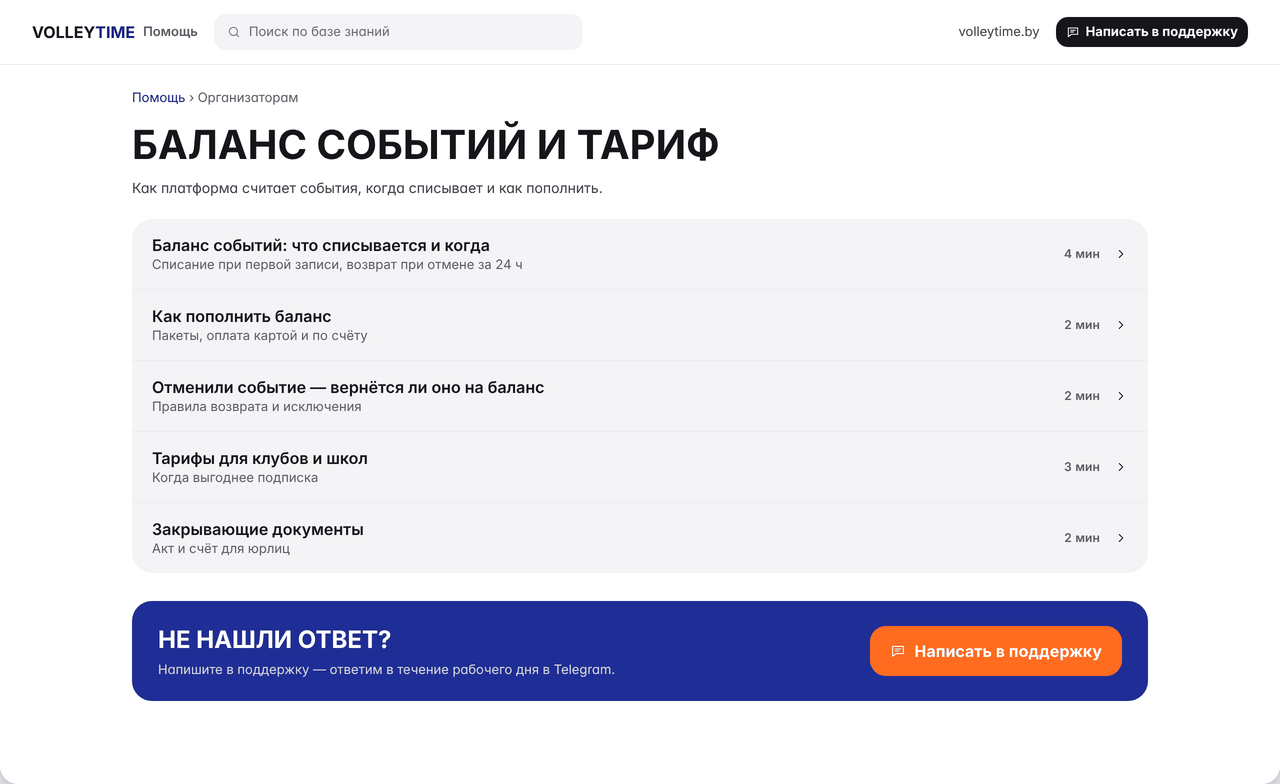 VOLLEYTIME Помощь
Поиск по базе знаний
volleytime.by
Написать в поддержку
Помощь › Организаторам
БАЛАНС СОБЫТИЙ И ТАРИФ
Как платформа считает события, когда списывает и как пополнить.
Баланс событий: что списывается и когда
Списание при первой записи, возврат при отмене за 24 ч
4 мин
Как пополнить баланс
Пакеты, оплата картой и по счёту
2 мин
Отменили событие — вернётся ли оно на баланс
Правила возврата и исключения
2 мин
Тарифы для клубов и школ
Когда выгоднее подписка
3 мин
Закрывающие документы
Акт и счёт для юрлиц
2 мин
НЕ НАШЛИ ОТВЕТ?
Напишите в поддержку — ответим в течение рабочего дня в Telegram.
Написать в поддержку